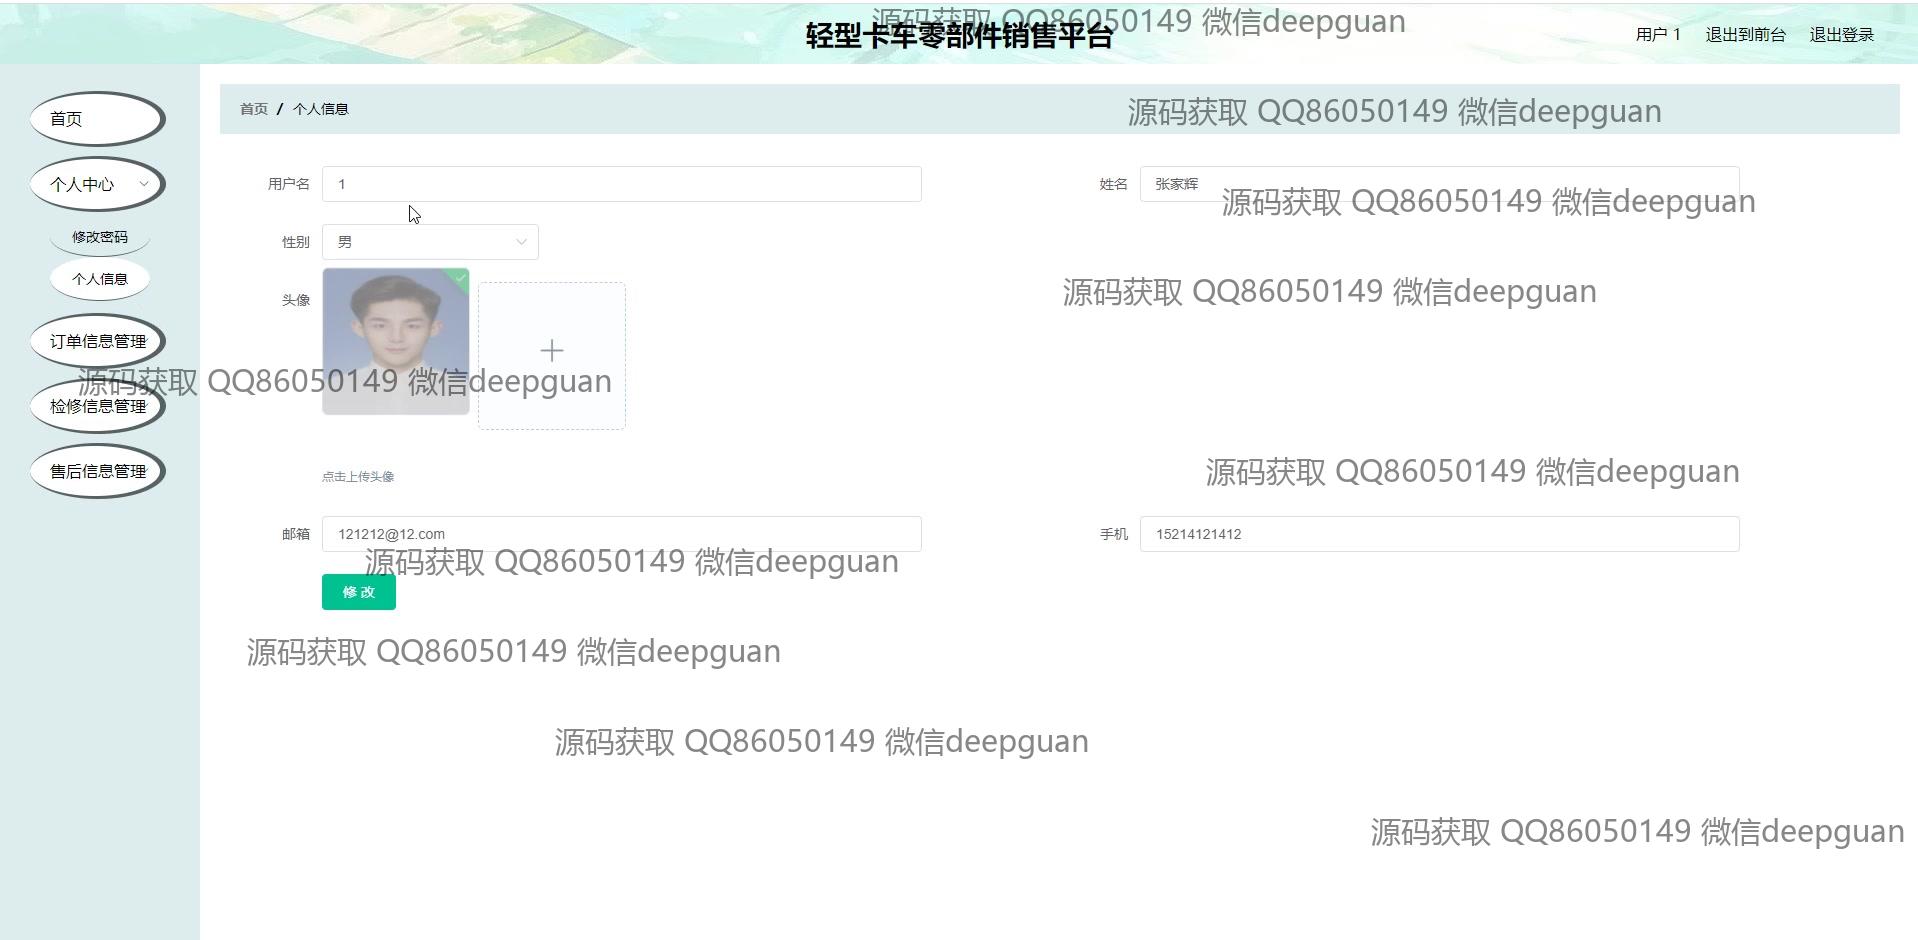 源码获取 QQ86050149 微信deepguan
轻型卡车零部件销售平台
用户 1 退出到前台 退出登录
首页
个人中心
修改密码
个人信息
订单信息管理
检修信息管理
售后信息管理
首页 / 个人信息
源码获取 QQ86050149 微信deepguan
用户名 1
姓名 张家辉
源码获取 QQ86050149 微信deepguan
性别 男
源码获取 QQ86050149 微信deepguan
头像
源码获取 QQ86050149 微信deepguan
点击上传头像
源码获取 QQ86050149 微信deepguan
邮箱 121212@12.com
手机 15214121412
源码获取 QQ86050149 微信deepguan
修改
源码获取 QQ86050149 微信deepguan
源码获取 QQ86050149 微信deepguan
源码获取 QQ86050149 微信deepguan